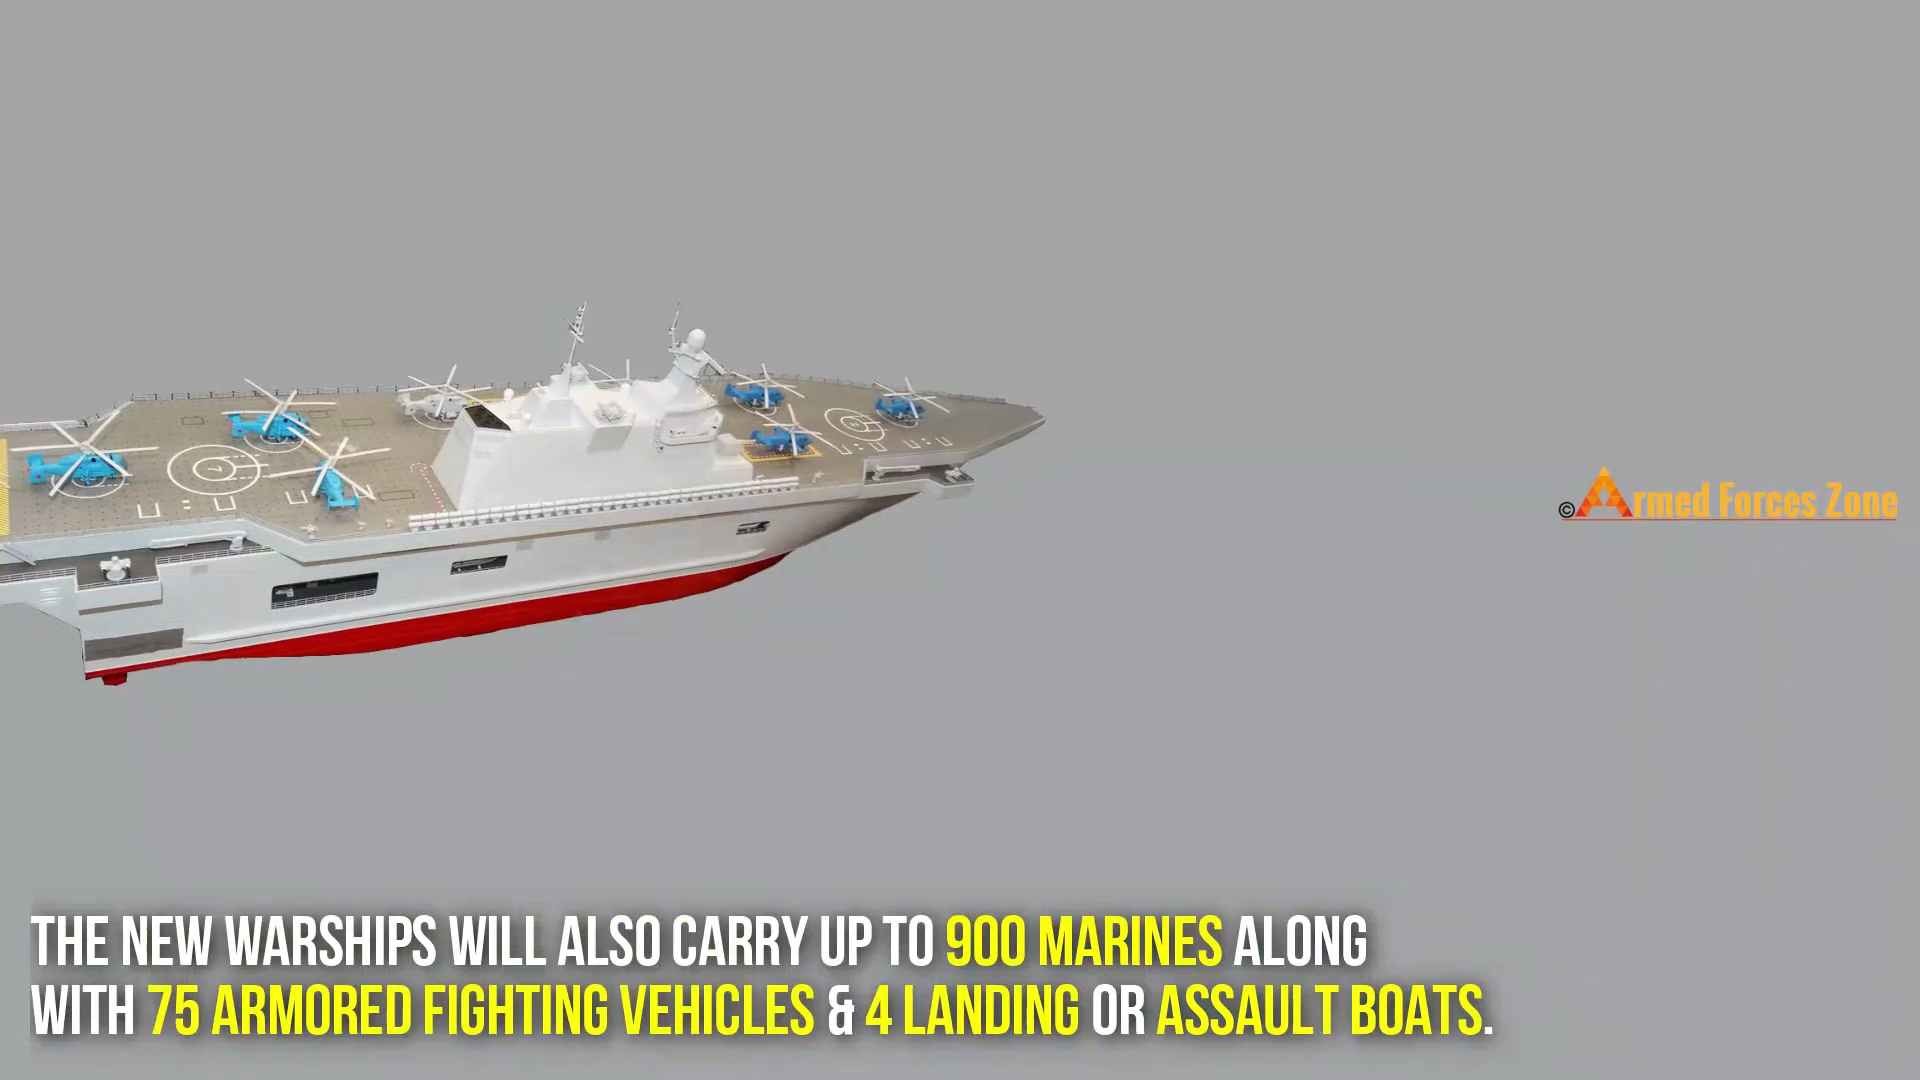 ©Armed Forces Zone
THE NEW WARSHIPS WILL ALSO CARRY UP TO 900 MARINES ALONG
WITH 75 ARMORED FIGHTING VEHICLES & 4 LANDING OR ASSAULT BOATS.